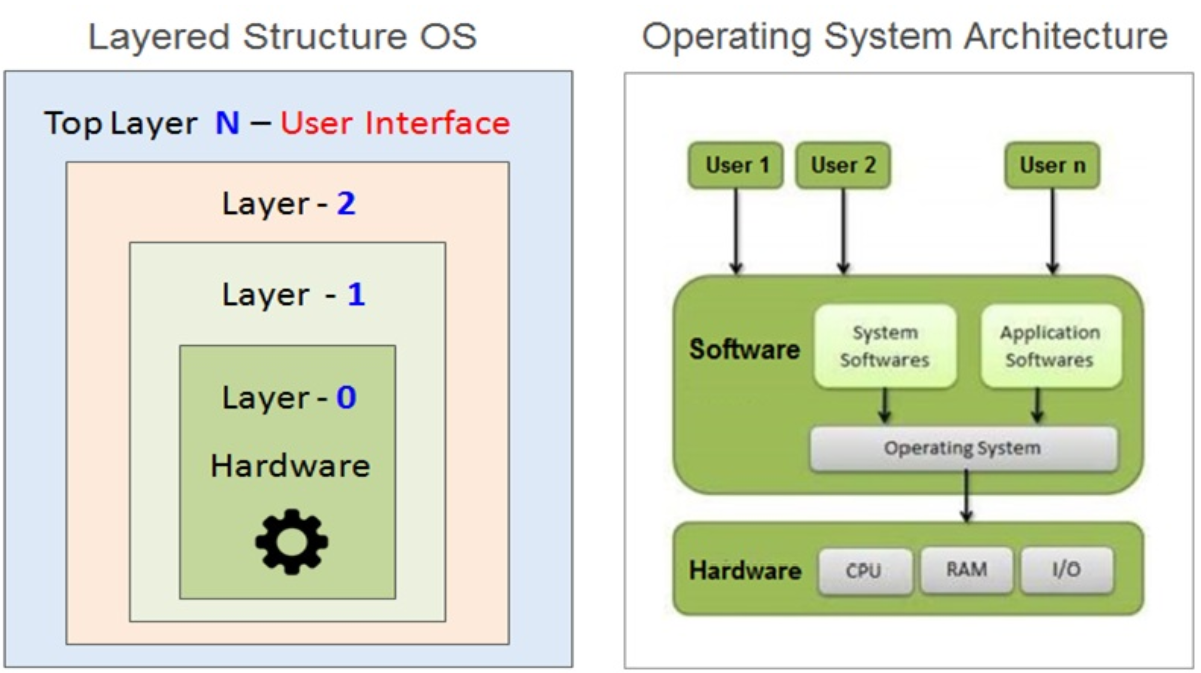 Layered Structure OS
Top Layer N – User Interface
Layer - 2
Layer - 1
Layer - 0
Hardware
Operating System Architecture
User 1
User 2
User n
Software
System
Softwares
Application
Softwares
Operating System
Hardware
CPU
RAM
I/O